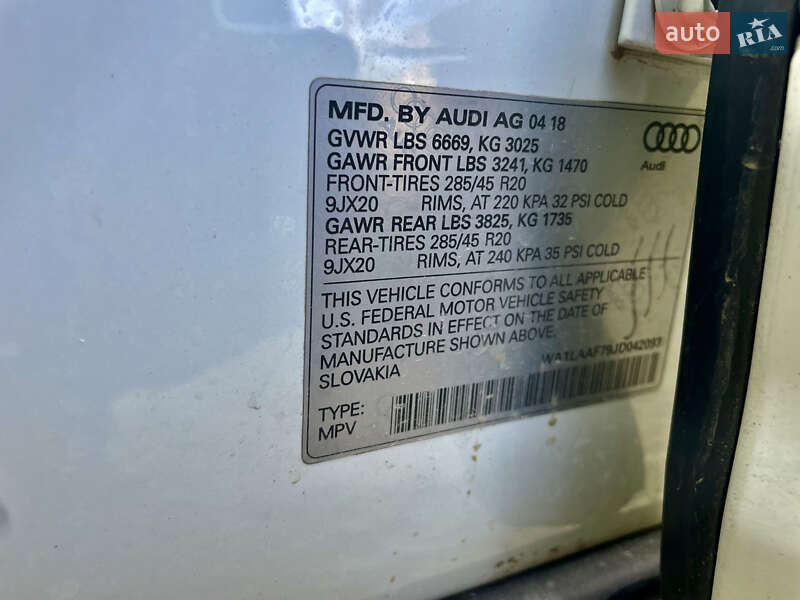 auto RIA .com
MFD. BY AUDI AG 04 18
GVWR LBS 6669, KG 3025
GAWR FRONT LBS 3241, KG 1470
FRONT-TIRES 285/45 R20
9JX20 RIMS, AT 220 KPA 32 PSI COLD
GAWR REAR LBS 3825, KG 1735
REAR-TIRES 285/45 R20
9JX20 RIMS, AT 240 KPA 35 PSI COLD
Audi
THIS VEHICLE CONFORMS TO ALL APPLICABLE
U.S. FEDERAL MOTOR VEHICLE SAFETY
STANDARDS IN EFFECT ON THE DATE OF
MANUFACTURE SHOWN ABOVE.
SLOVAKIA
WA1LAAF79JD042093
TYPE:
MPV